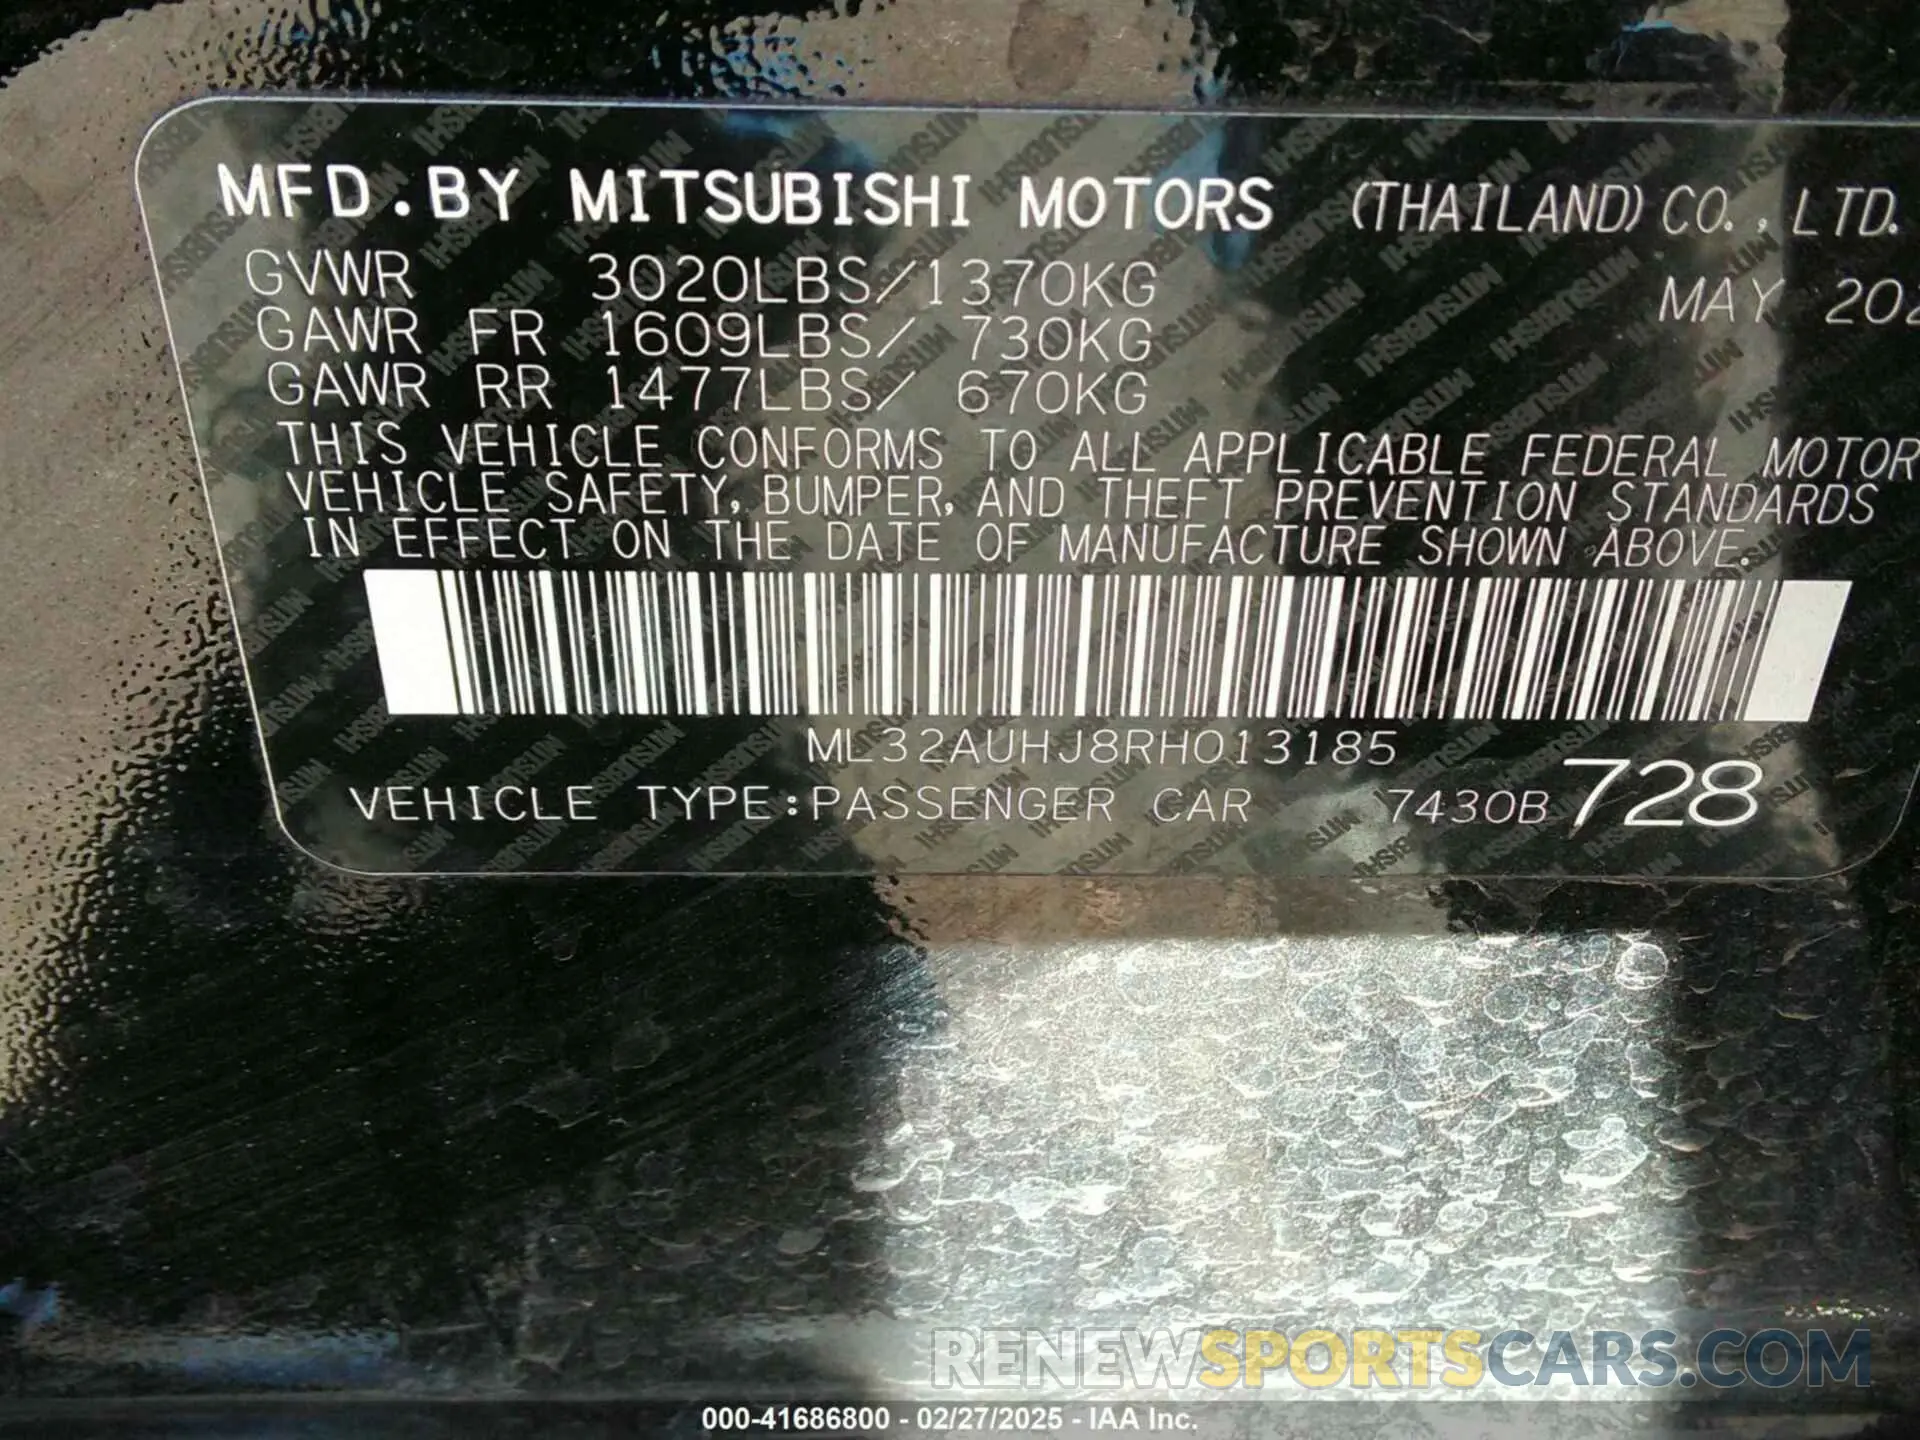 MFD.BY MITSUBISHI MOTORS (THAILAND) CO., LTD.
GVWR 3020LBS/1370KG MAY 202
GAWR FR 1609LBS/ 730KG
GAWR RR 1477LBS/ 670KG
THIS VEHICLE CONFORMS TO ALL APPLICABLE FEDERAL MOTOR
VEHICLE SAFETY, BUMPER, AND THEFT PREVENTION STANDARDS
IN EFFECT ON THE DATE OF MANUFACTURE SHOWN ABOVE.
ML32AUHJ8RH013185
VEHICLE TYPE:PASSENGER CAR 7430B 728
RENEWSPORTSCARS.COM
000-41686800 - 02/27/2025 - IAA Inc.